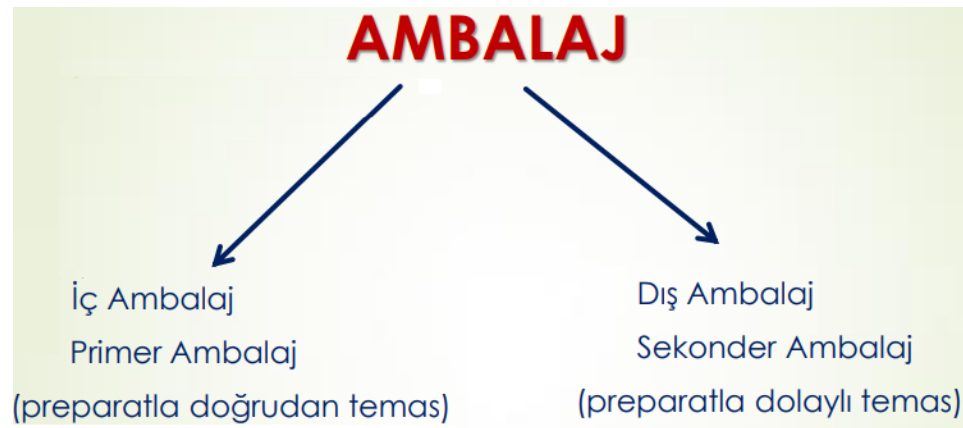 AMBALAJ
İç Ambalaj
Primer Ambalaj
(preparatla doğrudan temas)
Dış Ambalaj
Sekonder Ambalaj
(preparatla dolaylı temas)